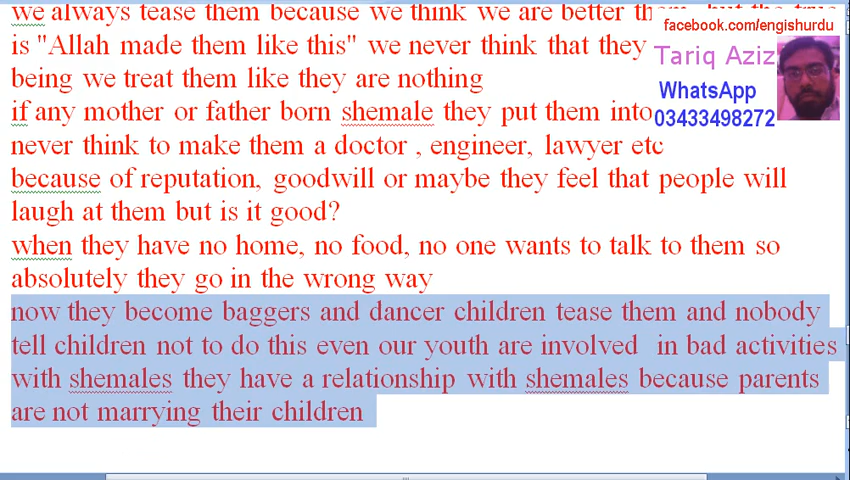 we always tease them because we think we are better them, but the true
facebook.com/engishurdu
is "Allah made them like this" we never think that they
Tariq Aziz
being we treat them like they are nothing
WhatsApp
if any mother or father born shemale they put them into
03433498272
never think to make them a doctor , engineer, lawyer etc
because of reputation, goodwill or maybe they feel that people will
laugh at them but is it good?
when they have no home, no food, no one wants to talk to them so
absolutely they go in the wrong way
now they become baggers and dancer children tease them and nobody
tell children not to do this even our youth are involved in bad activities
with shemales they have a relationship with shemales because parents
are not marrying their children